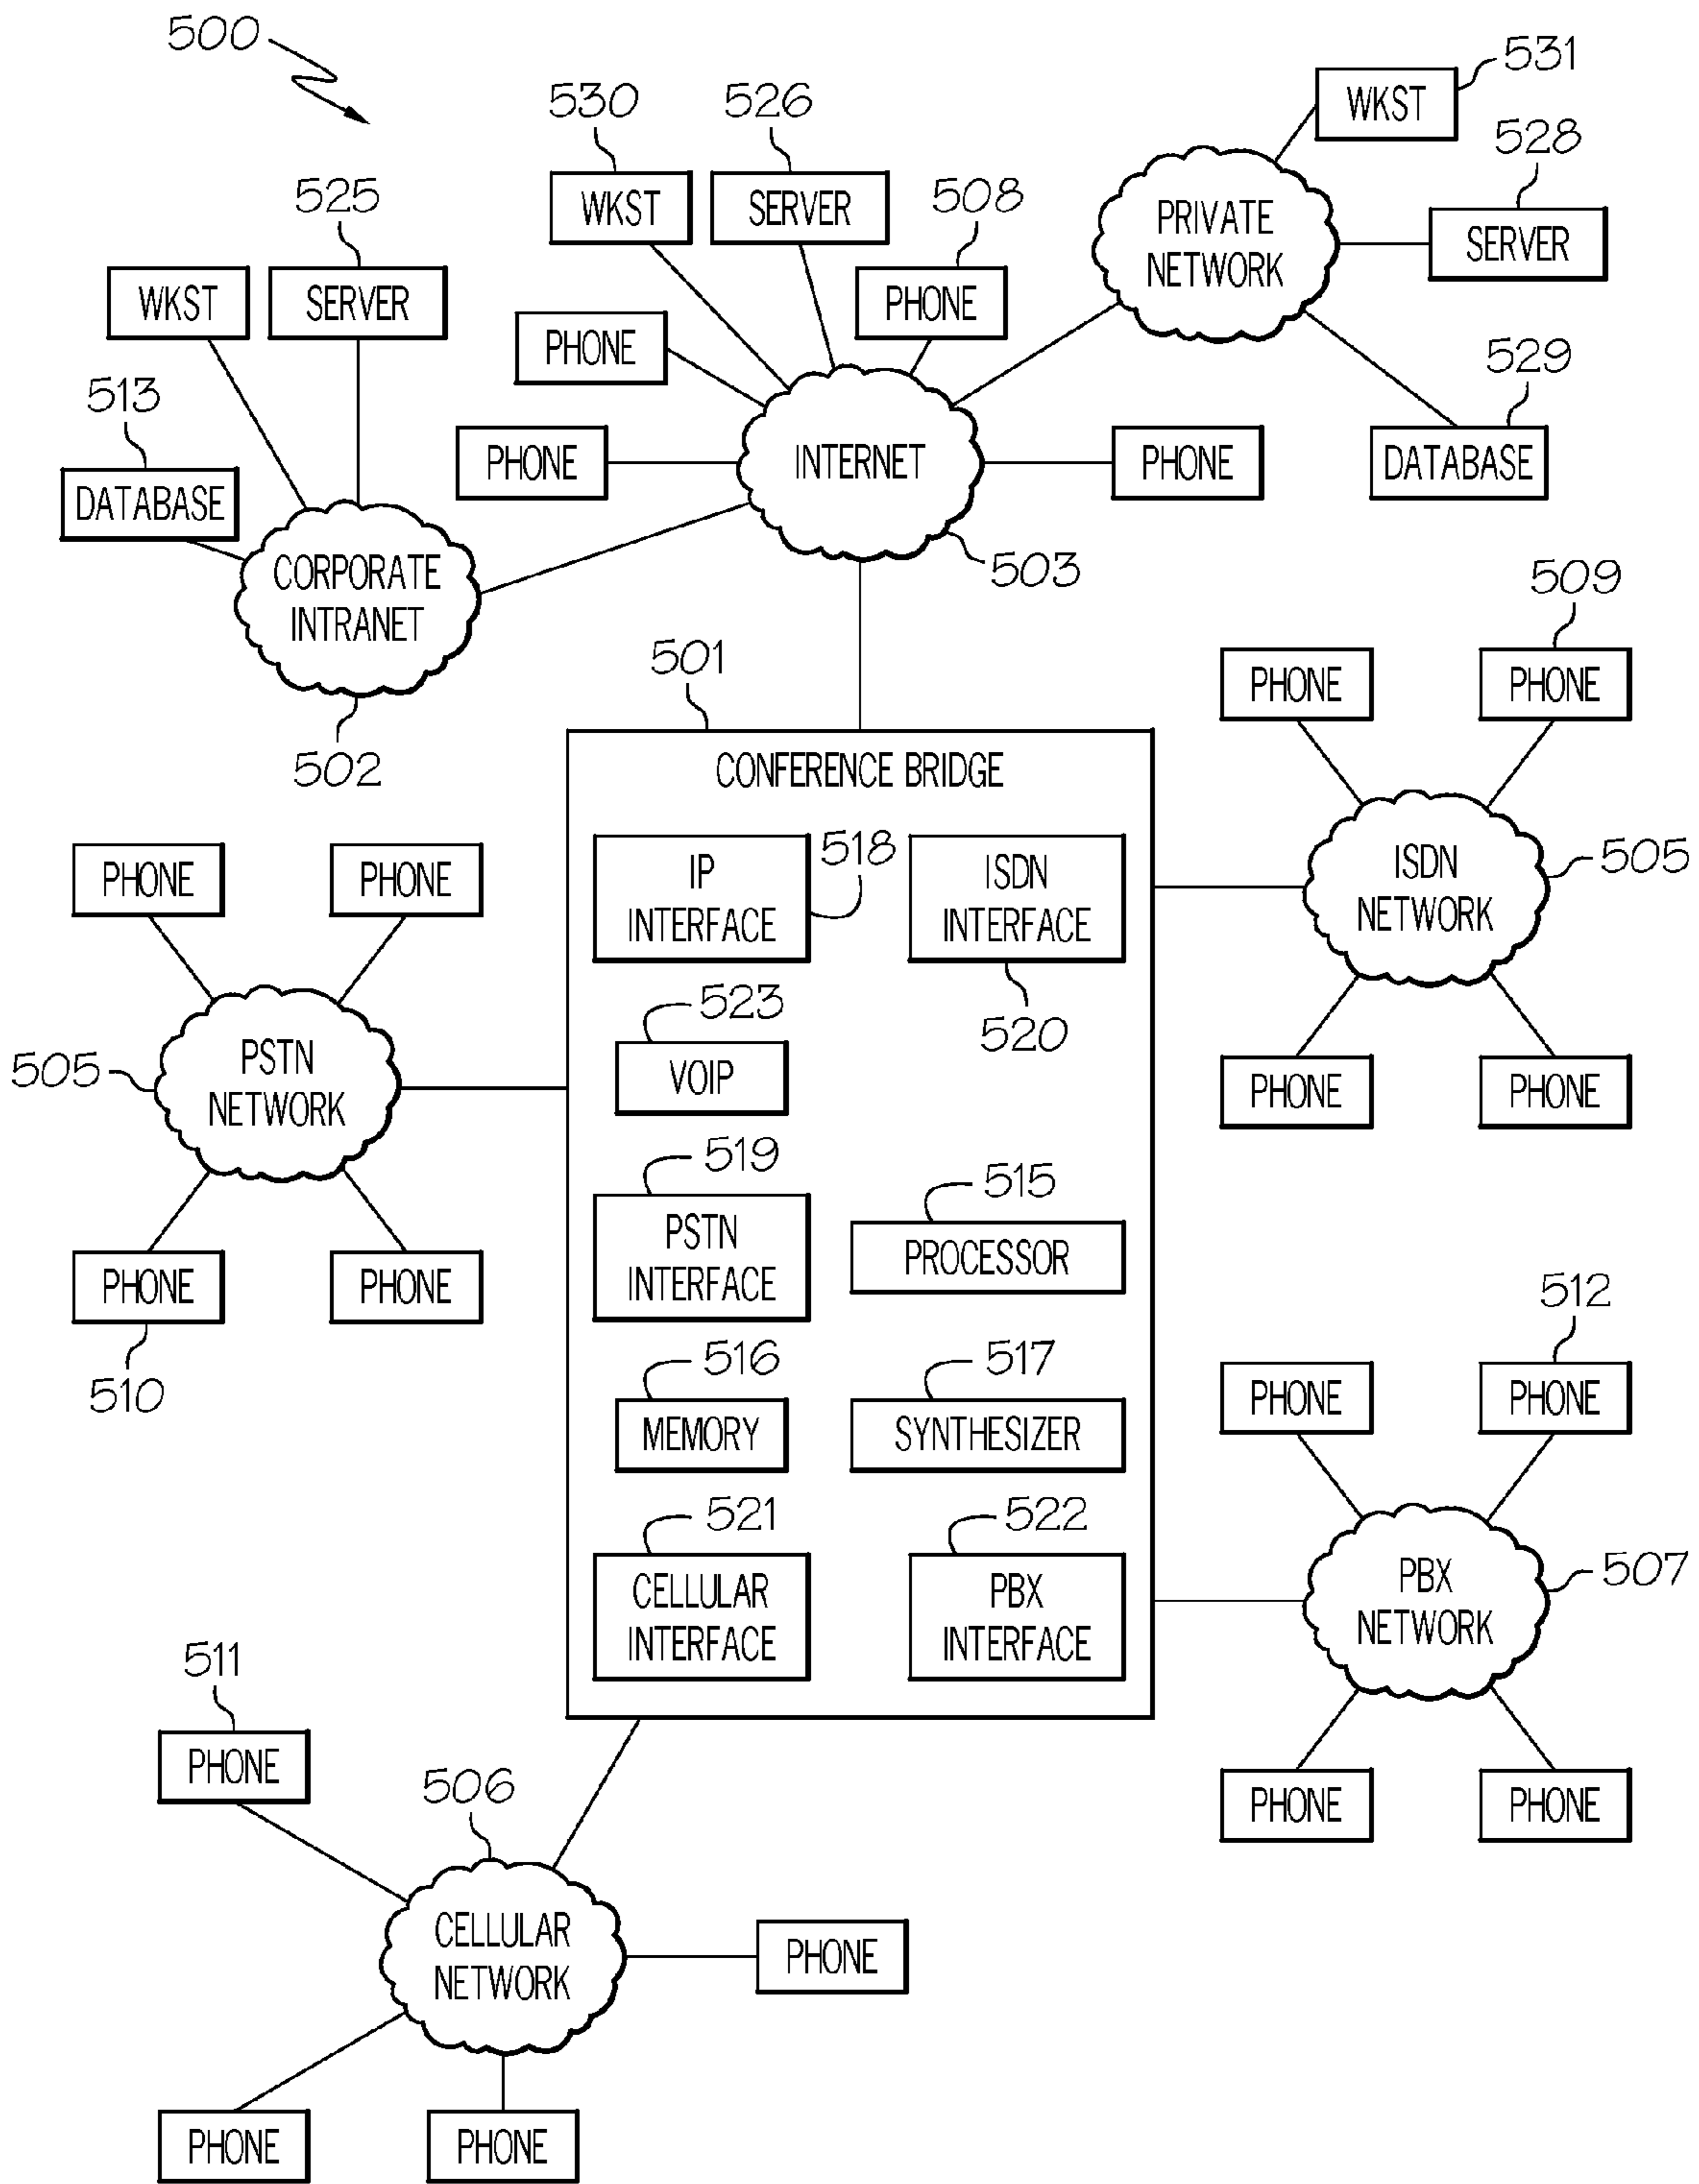 500
531
WKST
530
526
528
WKST
SERVER
508
PRIVATE
NETWORK
SERVER
525
WKST
SERVER
PHONE
PHONE
529
513
PHONE
INTERNET
PHONE
DATABASE
DATABASE
CORPORATE
INTRANET
503
509
501
PHONE
PHONE
502
CONFERENCE BRIDGE
PHONE
PHONE
IP
INTERFACE
518
ISDN
INTERFACE
ISDN
NETWORK
505
523
520
505
PSTN
NETWORK
VOIP
PHONE
PHONE
519
515
PSTN
INTERFACE
PROCESSOR
PHONE
PHONE
512
510
516
517
PHONE
PHONE
MEMORY
SYNTHESIZER
521
522
CELLULAR
INTERFACE
PBX
INTERFACE
PBX
NETWORK
507
511
PHONE
506
PHONE
PHONE
CELLULAR
NETWORK
PHONE
PHONE
PHONE